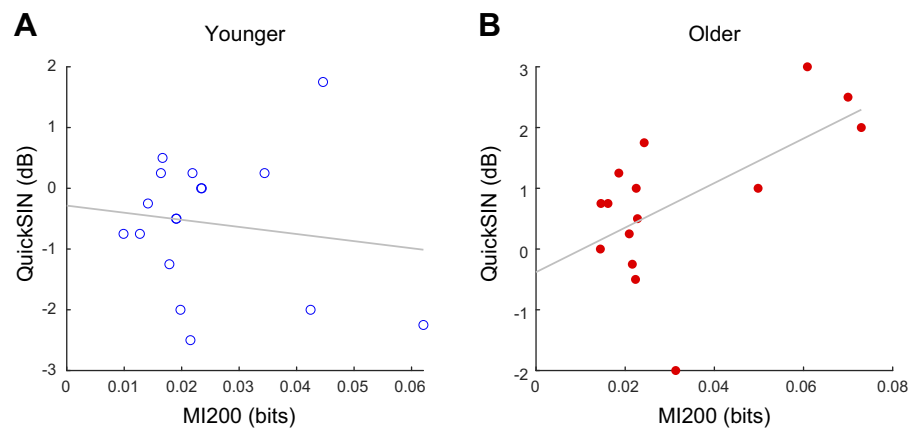 A
Younger
QuickSIN (dB)
2
1
0
-1
-2
-3
0 0.01 0.02 0.03 0.04 0.05 0.06
MI200 (bits)
B
Older
QuickSIN (dB)
3
2
1
0
-1
-2
0 0.02 0.04 0.06 0.08
MI200 (bits)